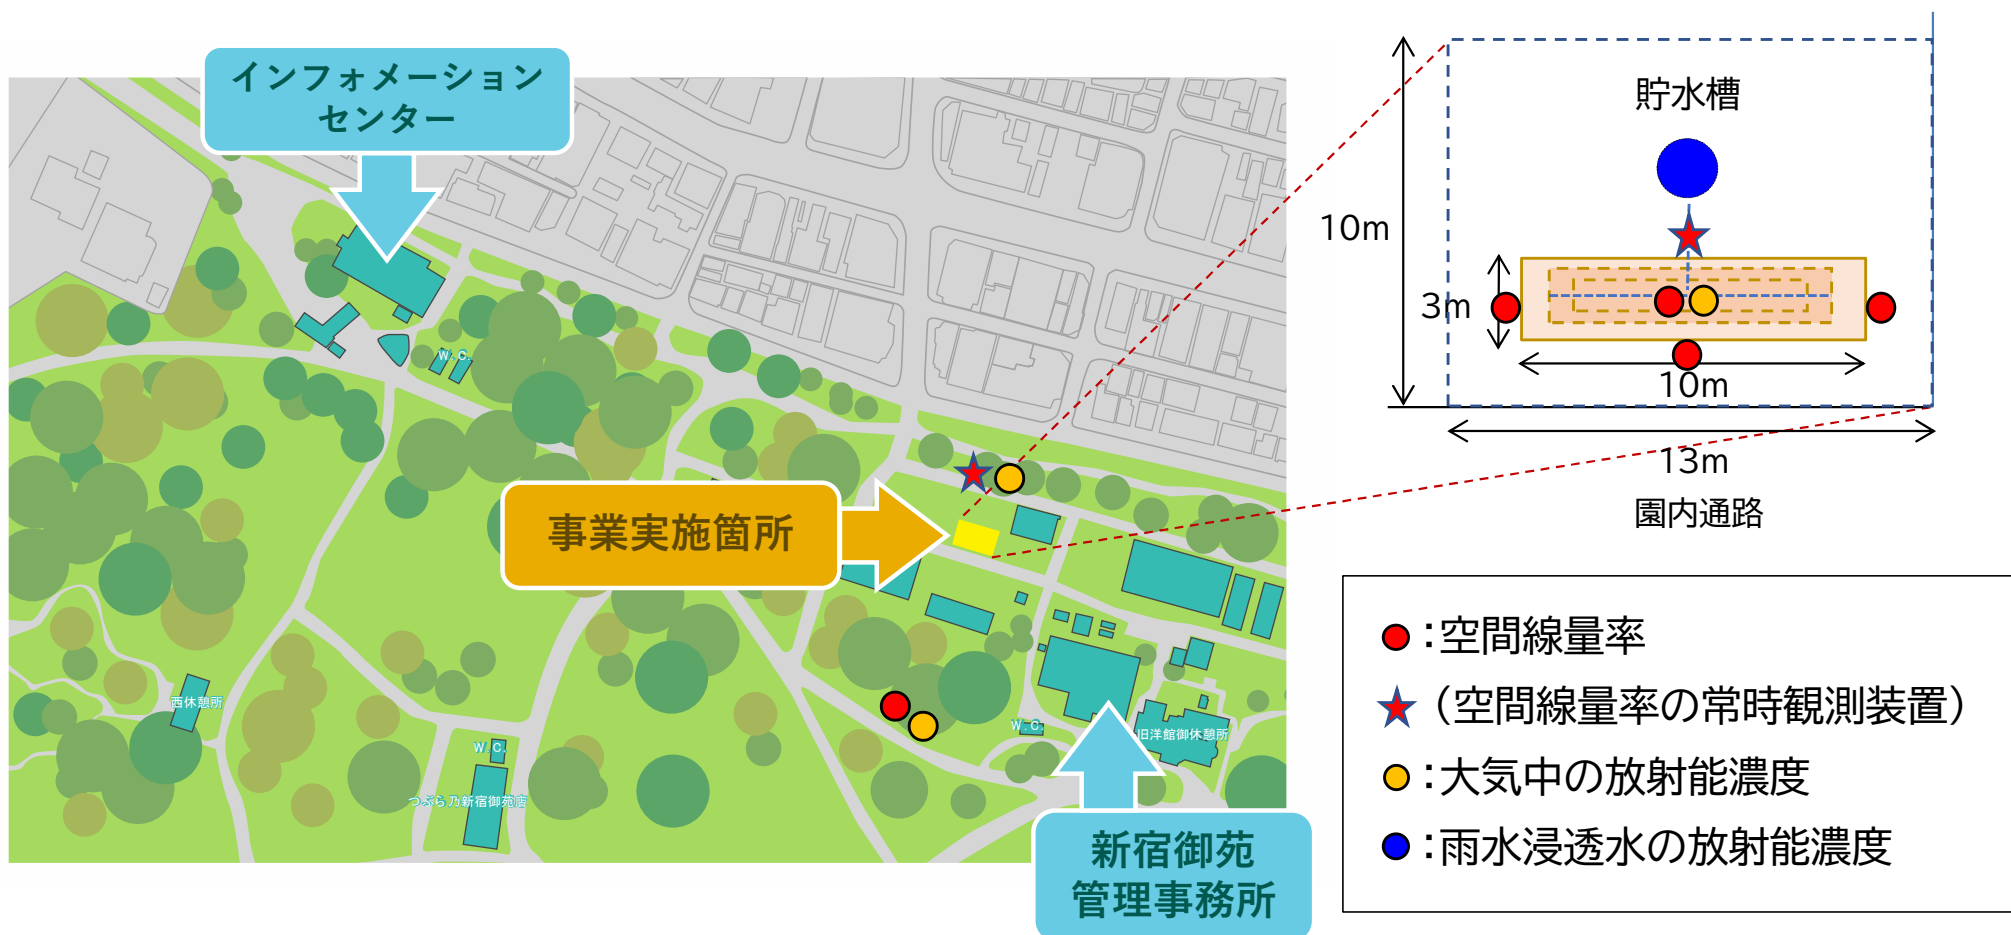 インフォメーション
センター
貯水槽
10m
3m
10m
13m
園内通路
W.C.
事業実施箇所
西休憩所
W.C.
つぶら乃新宿御苑店
W.C.
旧洋館御休憩所
新宿御苑
管理事務所
:空間線量率
(空間線量率の常時観測装置)
:大気中の放射能濃度
:雨水浸透水の放射能濃度